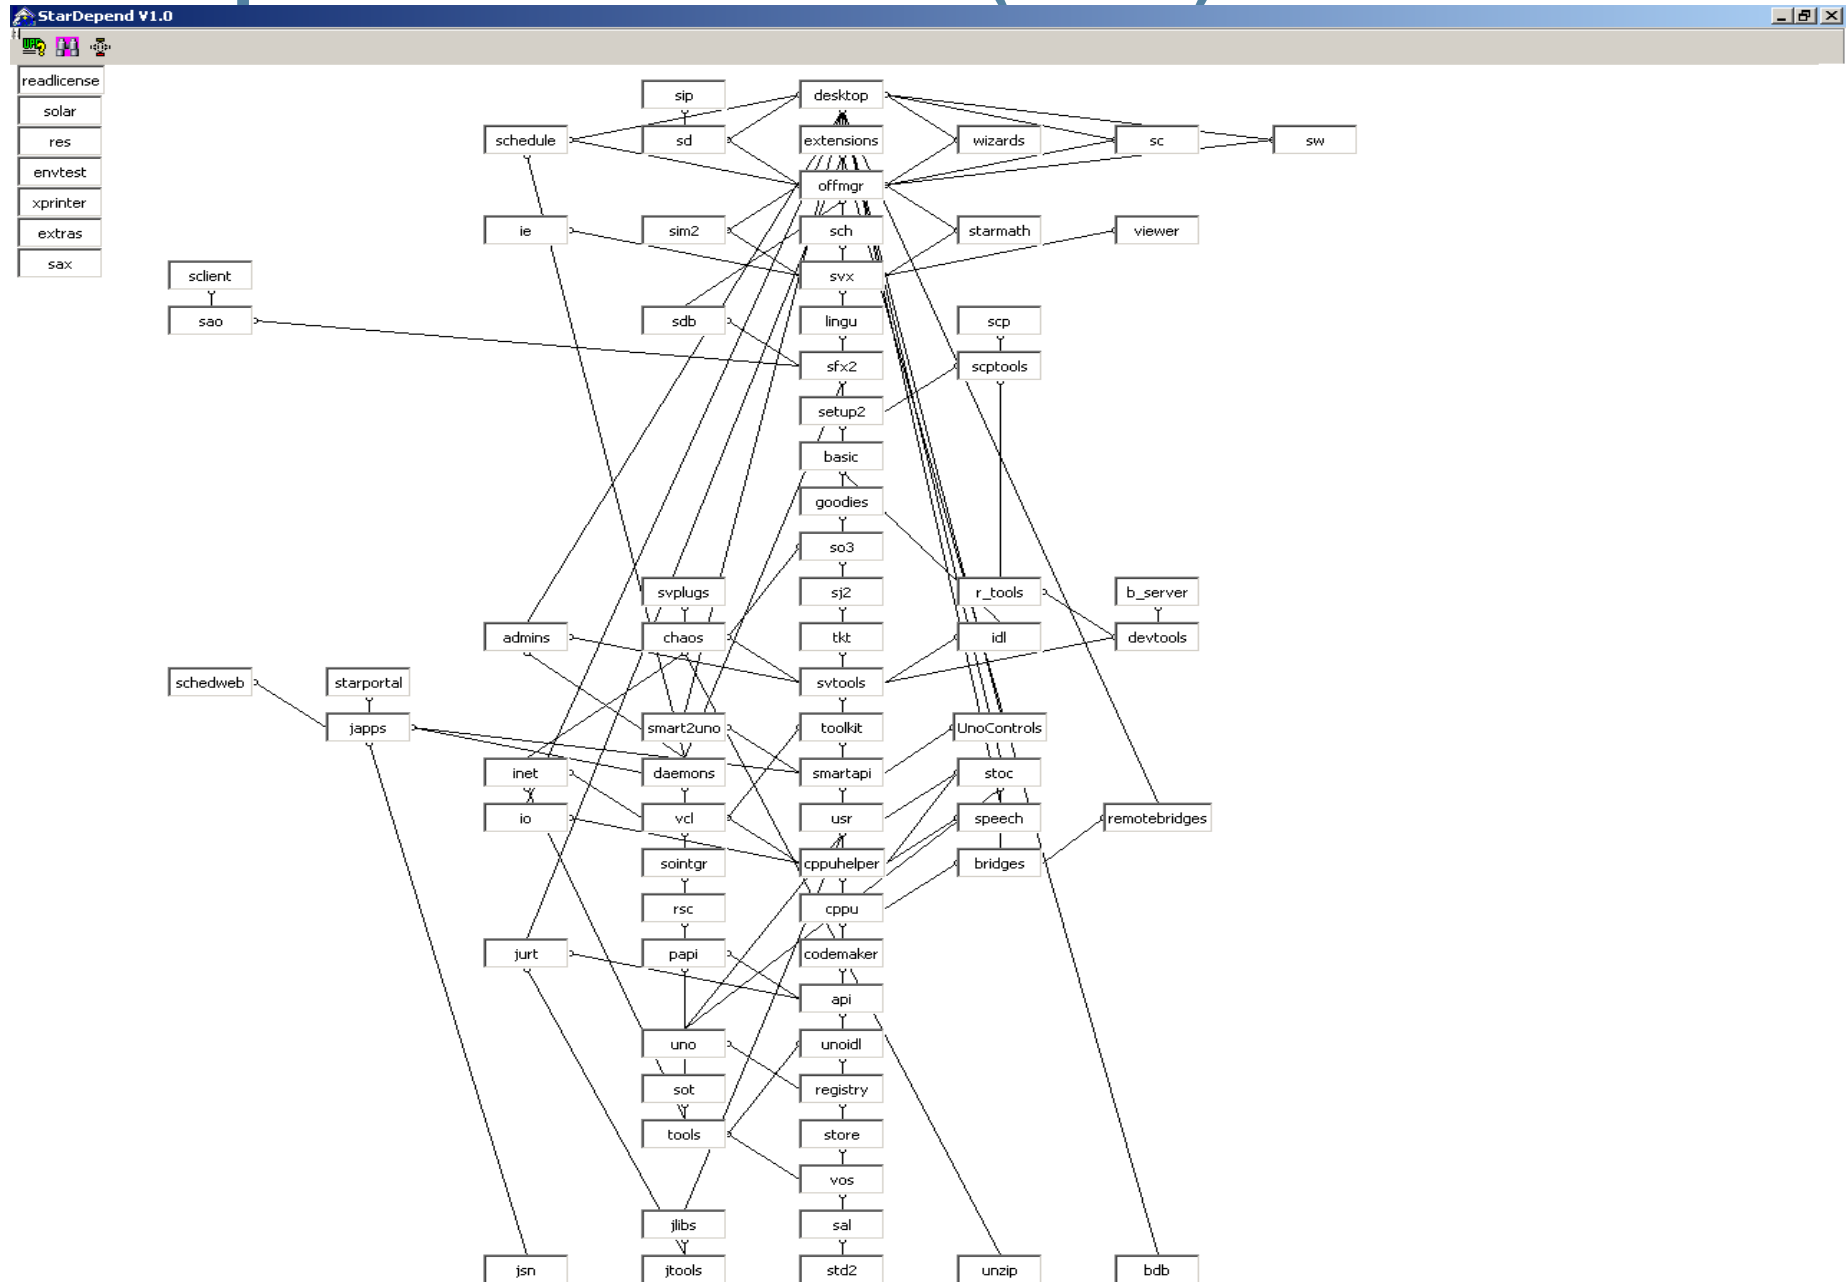 StarDepend V1.0
readlicense
solar
res
envtest
xprinter
extras
sax
sip
desktop
schedule
sd
extensions
wizards
sc
sw
offmgr
ie
sim2
sch
starmath
viewer
sclient
svx
sao
sdb
lingu
scp
sfx2
scptools
setup2
basic
goodies
so3
svplugs
sj2
r_tools
b_server
admins
chaos
tkt
idl
devtools
schedweb
starportal
svtools
japps
smart2uno
toolkit
UnoControls
inet
daemons
smartapi
stoc
io
vcl
usr
speech
remotebridges
sointgr
cppuhelper
bridges
rsc
cppu
jurt
papi
codemaker
api
uno
unoidl
sot
registry
tools
store
vos
jlibs
sal
jsn
jtools
std2
unzip
bdb